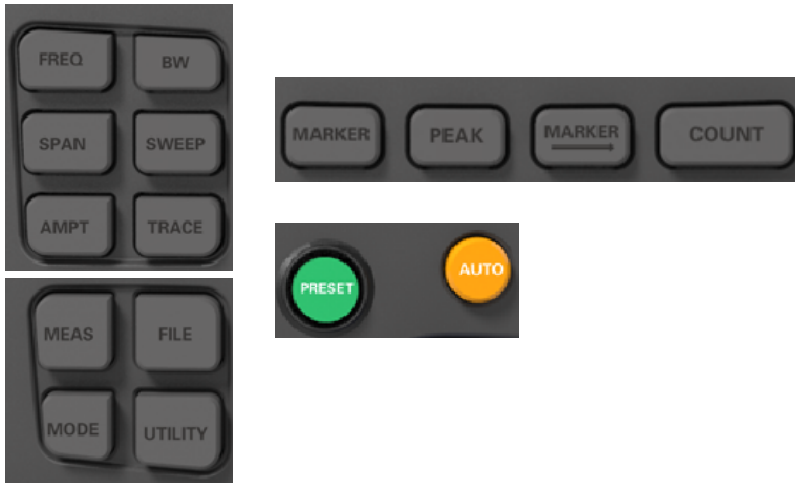 FREQ BW
SPAN SWEEP
AMPT TRACE
MEAS FILE
MODE UTILITY
MARKER PEAK MARKER COUNT
PRESET AUTO